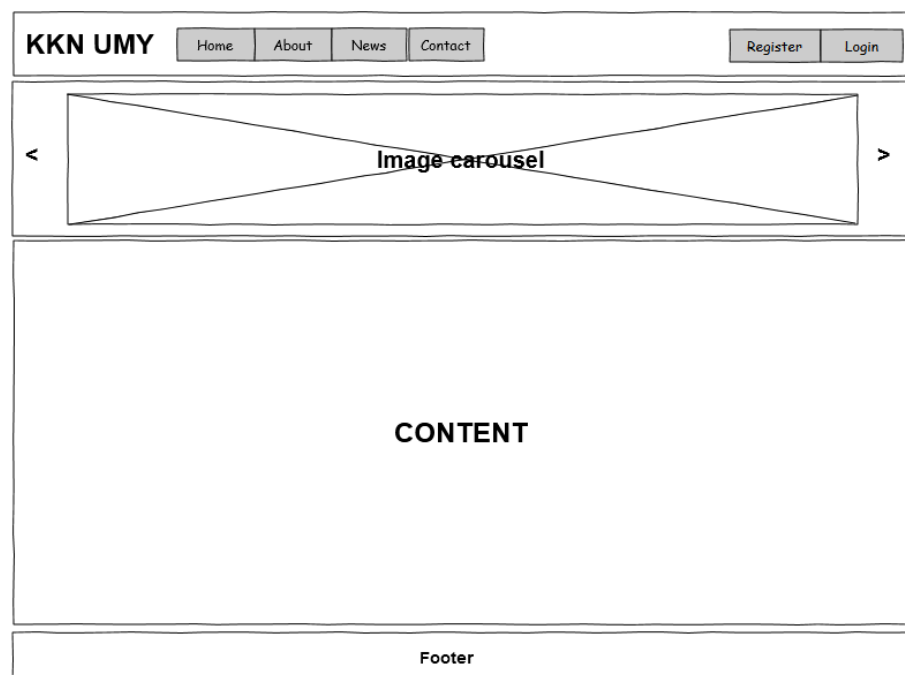 KKN UMY Home About News Contact Register Login
< Image carousel >
CONTENT
Footer